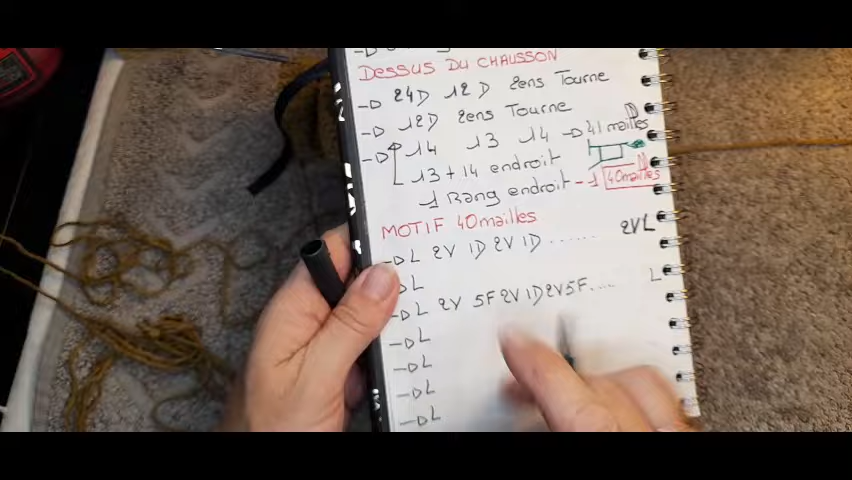 DESSUS DU CHAUSSON
→ 24D 12D 2ens Tourne
→ 12D 2ens Tourne
→ 14 13 14 → 41 mailles
13 + 14 endroit
1 Rang endroit - 1 40mailles
MOTIF 40mailles
→ L 2V 1D 2V 1D ...... 2VL
→ L
→ L 2V 5F 2V 1D 2V 5F .... L
→ L
→ L
→ L
→ L